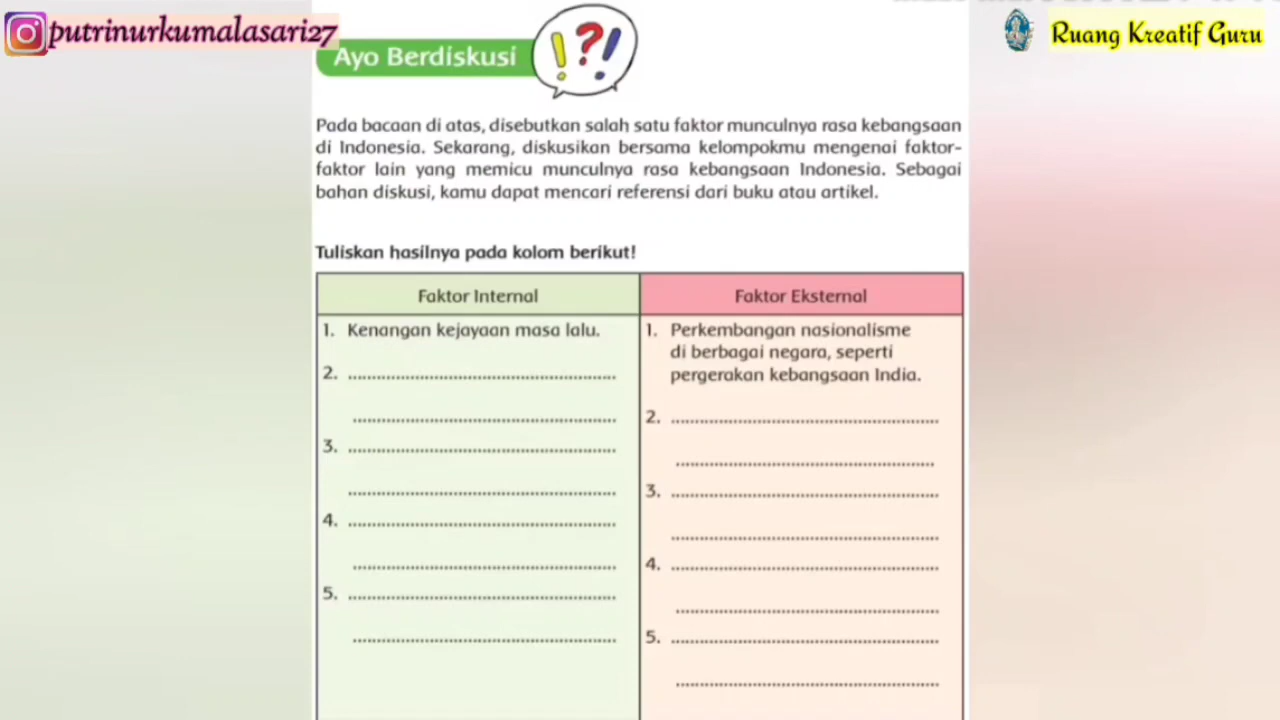 putrinurkumalasari27
Ruang Kreatif Guru
Ayo Berdiskusi
!?!
Pada bacaan di atas, disebutkan salah satu faktor munculnya rasa kebangsaan
di Indonesia. Sekarang, diskusikan bersama kelompokmu mengenai faktor-
faktor lain yang memicu munculnya rasa kebangsaan Indonesia. Sebagai
bahan diskusi, kamu dapat mencari referensi dari buku atau artikel.
Tuliskan hasilnya pada kolom berikut!
Faktor Internal
1. Kenangan kejayaan masa lalu.
2. ......................................................
......................................................
3. ......................................................
......................................................
4. ......................................................
......................................................
5. ......................................................
......................................................
Faktor Eksternal
1. Perkembangan nasionalisme
di berbagai negara, seperti
pergerakan kebangsaan India.
2. ......................................................
......................................................
3. ......................................................
......................................................
4. ......................................................
......................................................
5. ......................................................
......................................................